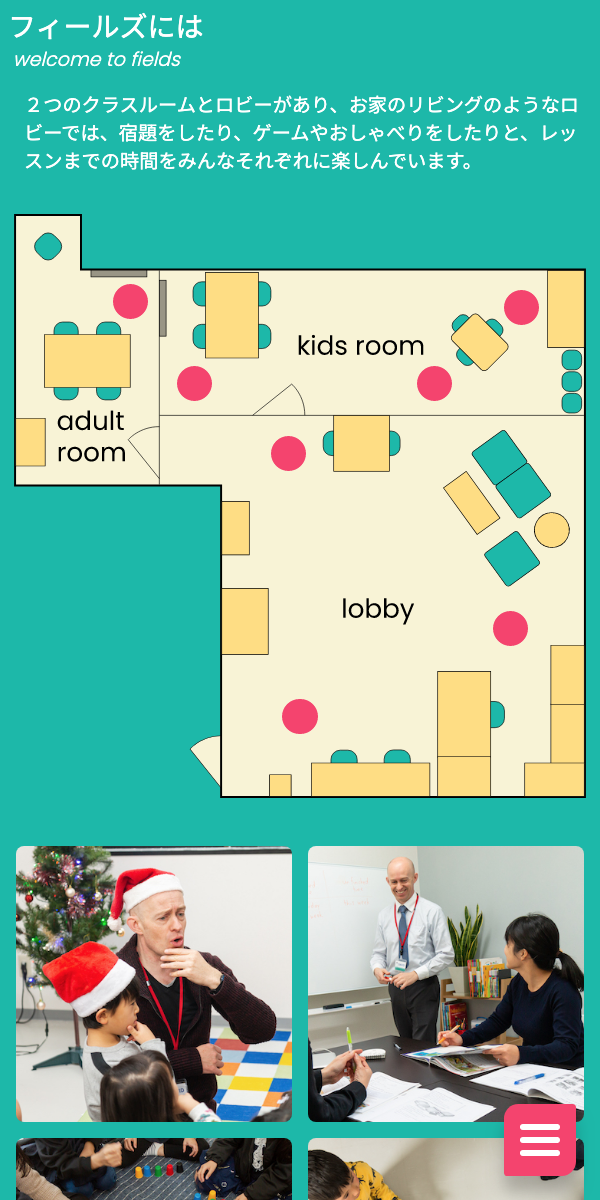 フィールズには
welcome to fields
２つのクラスルームとロビーがあり、お家のリビングのようなロ
ビーでは、宿題をしたり、ゲームやおしゃべりをしたりと、レッ
スンまでの時間をみんなそれぞれに楽しんでいます。
kids room
adult
room
lobby